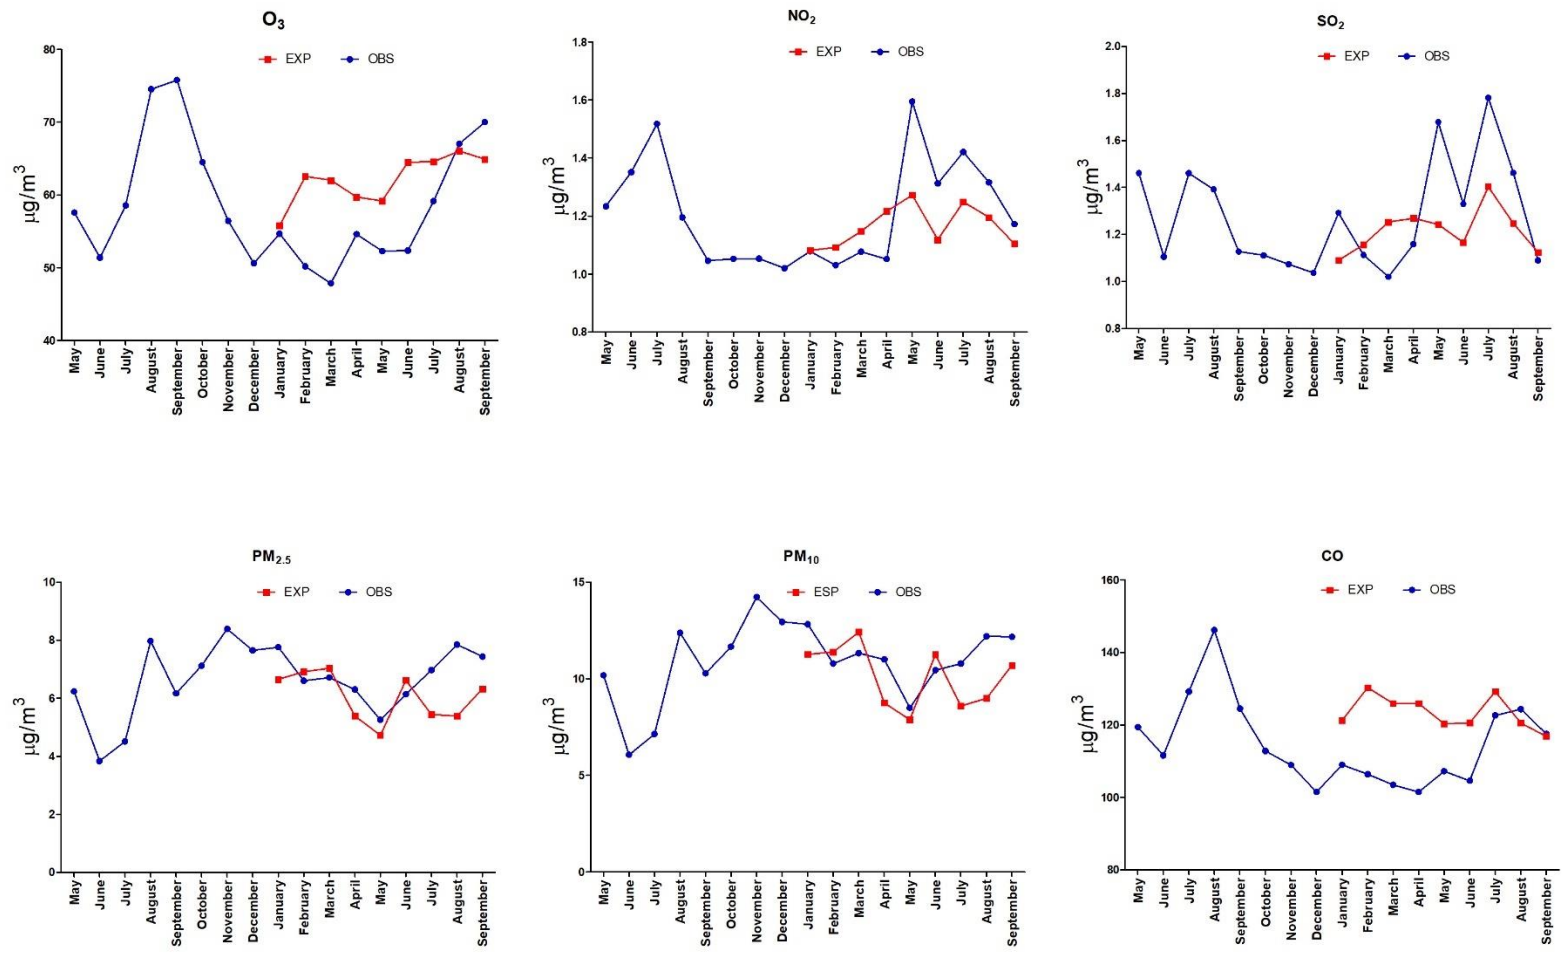 O3
EXP OBS
80
70
60
50
40
μg/m3
May June July August September October November December January February March April May June July August September
NO2
EXP OBS
1.8
1.6
1.4
1.2
1.0
0.8
μg/m3
May June July August September October November December January February March April May June July August September
SO2
EXP OBS
2.0
1.8
1.6
1.4
1.2
1.0
0.8
μg/m3
May June July August September October November December January February March April May June July August September
PM2.5
EXP OBS
10
8
6
4
2
0
μg/m3
May June July August September October November December January February March April May June July August September
PM10
ESP OBS
15
10
5
0
μg/m3
May June July August September October November December January February March April May June July August September
CO
EXP OBS
160
140
120
100
80
μg/m3
May June July August September October November December January February March April May June July August September